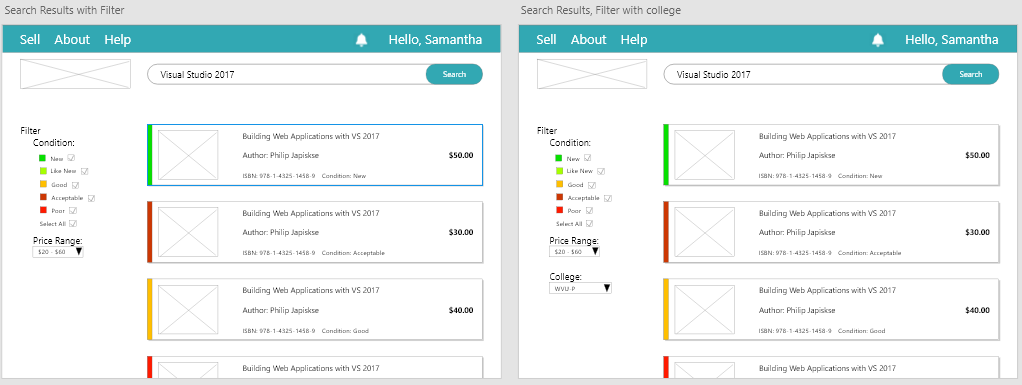 Search Results with Filter
Sell About Help Hello, Samantha
Visual Studio 2017 Search
Filter
Condition:
New
Like New
Good
Acceptable
Poor
Select All
Price Range:
$20 - $60
Building Web Applications with VS 2017
Author: Philip Japiskse $50.00
ISBN: 978-1-4325-1458-9 Condition: New
Building Web Applications with VS 2017
Author: Philip Japiskse $30.00
ISBN: 978-1-4325-1458-9 Condition: Acceptable
Building Web Applications with VS 2017
Author: Philip Japiskse $40.00
ISBN: 978-1-4325-1458-9 Condition: Good
Building Web Applications with VS 2017
Search Results, Filter with college
Sell About Help Hello, Samantha
Visual Studio 2017 Search
Filter
Condition:
New
Like New
Good
Acceptable
Poor
Select All
Price Range:
$20 - $60
College:
WVU-P
Building Web Applications with VS 2017
Author: Philip Japiskse $50.00
ISBN: 978-1-4325-1458-9 Condition: New
Building Web Applications with VS 2017
Author: Philip Japiskse $30.00
ISBN: 978-1-4325-1458-9 Condition: Acceptable
Building Web Applications with VS 2017
Author: Philip Japiskse $40.00
ISBN: 978-1-4325-1458-9 Condition: Good
Building Web Applications with VS 2017